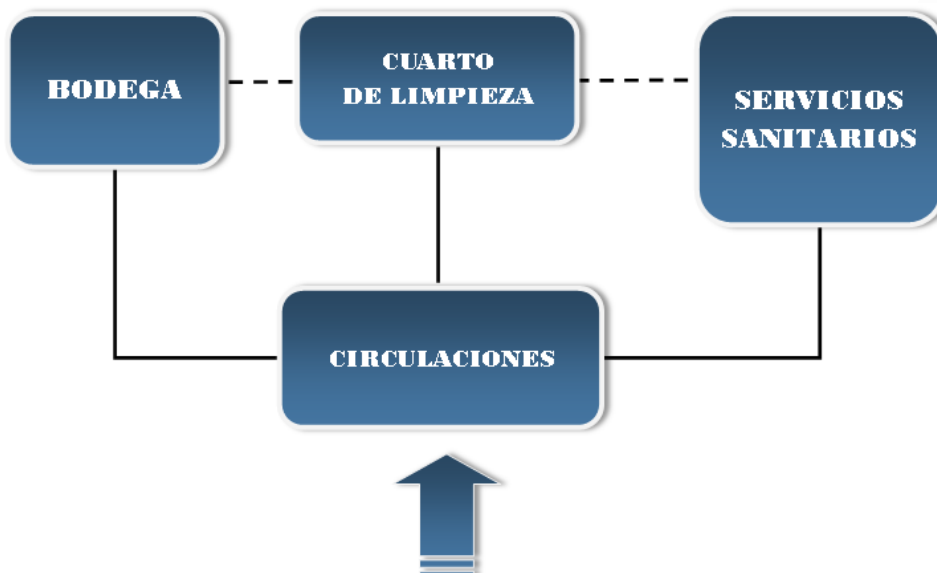 BODEGA
CUARTO
DE LIMPIEZA
SERVICIOS
SANITARIOS
CIRCULACIONES